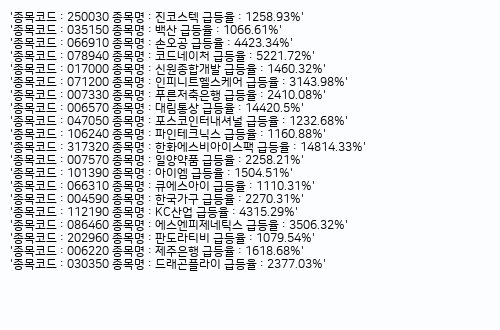 '종목코드 : 250030 종목명 : 진코스텍 급등율 : 1258.93%'
'종목코드 : 035150 종목명 : 백산 급등율 : 1066.61%'
'종목코드 : 066910 종목명 : 손오공 급등율 : 4423.34%'
'종목코드 : 078940 종목명 : 코드네이처 급등율 : 5221.72%'
'종목코드 : 017000 종목명 : 신원종합개발 급등율 : 1460.32%'
'종목코드 : 071200 종목명 : 인피니트헬스케어 급등율 : 3143.98%'
'종목코드 : 007330 종목명 : 푸른저축은행 급등율 : 2410.08%'
'종목코드 : 006570 종목명 : 대림통상 급등율 : 14420.5%'
'종목코드 : 047050 종목명 : 포스코인터내셔널 급등율 : 1232.68%'
'종목코드 : 106240 종목명 : 파인테크닉스 급등율 : 1160.88%'
'종목코드 : 317320 종목명 : 한화에스비아이스팩 급등율 : 14814.33%'
'종목코드 : 007570 종목명 : 일양약품 급등율 : 2258.21%'
'종목코드 : 101390 종목명 : 아이엠 급등율 : 1504.51%'
'종목코드 : 066310 종목명 : 큐에스아이 급등율 : 1110.31%'
'종목코드 : 004590 종목명 : 한국가구 급등율 : 2270.31%'
'종목코드 : 112190 종목명 : KC산업 급등율 : 4315.29%'
'종목코드 : 086460 종목명 : 에스엔피제네틱스 급등율 : 3506.32%'
'종목코드 : 202960 종목명 : 판도라티비 급등율 : 1079.54%'
'종목코드 : 006220 종목명 : 제주은행 급등율 : 1618.68%'
'종목코드 : 030350 종목명 : 드래곤플라이 급등율 : 2377.03%'